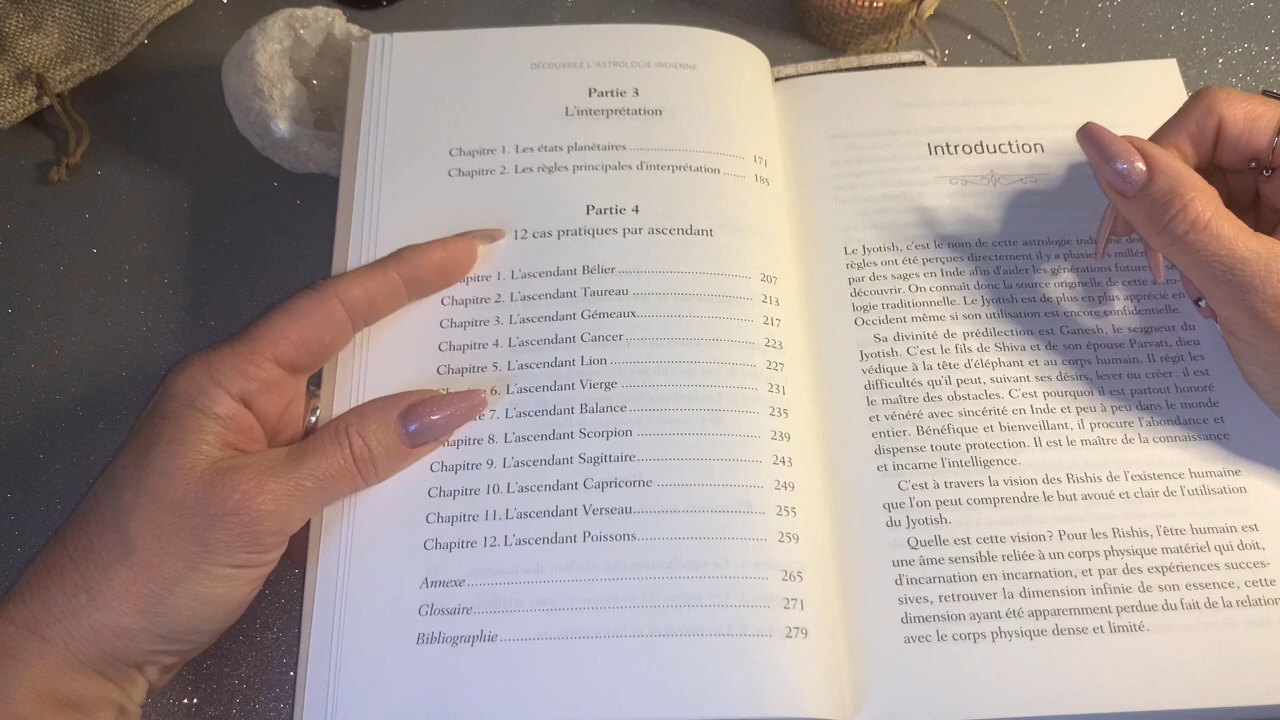 DÉCOUVREZ L'ASTROLOGIE INDIENNE
Partie 3
L'interprétation
Chapitre 1. Les états planétaires ........ 171
Chapitre 2. Les règles principales d'interprétation ...... 185
Partie 4
12 cas pratiques par ascendant
1. L'ascendant Bélier ........ 207
Chapitre 2. L'ascendant Taureau ........ 213
Chapitre 3. L'ascendant Gémeaux ........ 217
Chapitre 4. L'ascendant Cancer ........ 223
Chapitre 5. L'ascendant Lion ........ 227
6. L'ascendant Vierge ........ 231
7. L'ascendant Balance ........ 235
Chapitre 8. L'ascendant Scorpion ........ 239
Chapitre 9. L'ascendant Sagittaire ........ 243
Chapitre 10. L'ascendant Capricorne ........ 249
Chapitre 11. L'ascendant Verseau ........ 255
Chapitre 12. L'ascendant Poissons ........ 259
Annexe ........ 265
Glossaire ........ 271
Bibliographie ........ 279
Introduction
Le Jyotish, c'est le nom de cette astrologie
règles ont été perçues directement il y a
par des sages en Inde afin d'aider les générations
découvrir. On connaît donc la source originelle de cette
logie traditionnelle. Le Jyotish est de plus en plus apprécié en
Occident même si son utilisation est encore confidentielle.
Sa divinité de prédilection est Ganesh, le seigneur du
Jyotish. C'est le fils de Shiva et de son épouse Parvati, dieu
védique à la tête d'éléphant et au corps humain. Il régit les
difficultés qu'il peut, suivant ses désirs, lever ou créer : il est
le maître des obstacles. C'est pourquoi il est partout honoré
et vénéré avec sincérité en Inde et peu à peu dans le monde
entier. Bénéfique et bienveillant, il procure l'abondance et
dispense toute protection. Il est le maître de la connaissance
et incarne l'intelligence.
C'est à travers la vision des Rishis de l'existence humaine
que l'on peut comprendre le but avoué et clair de l'utilisation
du Jyotish.
Quelle est cette vision ? Pour les Rishis, l'être humain est
une âme sensible reliée à un corps physique matériel qui doit,
d'incarnation en incarnation, et par des expériences succes-
sives, retrouver la dimension infinie de son essence, cette
dimension ayant été apparemment perdue du fait de la relation
avec le corps physique dense et limité.